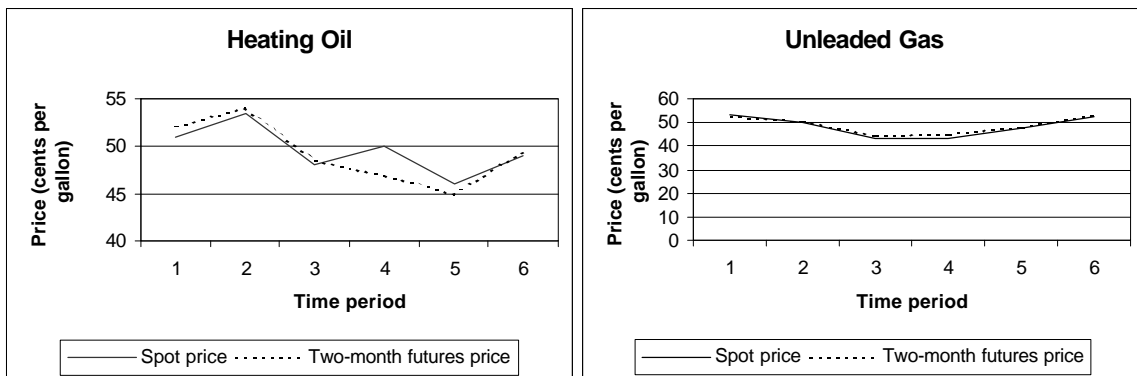 Heating Oil
Price (cents per
gallon)
55
50
45
40
1 2 3 4 5 6
Time period
Spot price Two-month futures price
Unleaded Gas
Price (cents per
gallon)
60
50
40
30
20
10
0
1 2 3 4 5 6
Time period
Spot price Two-month futures price